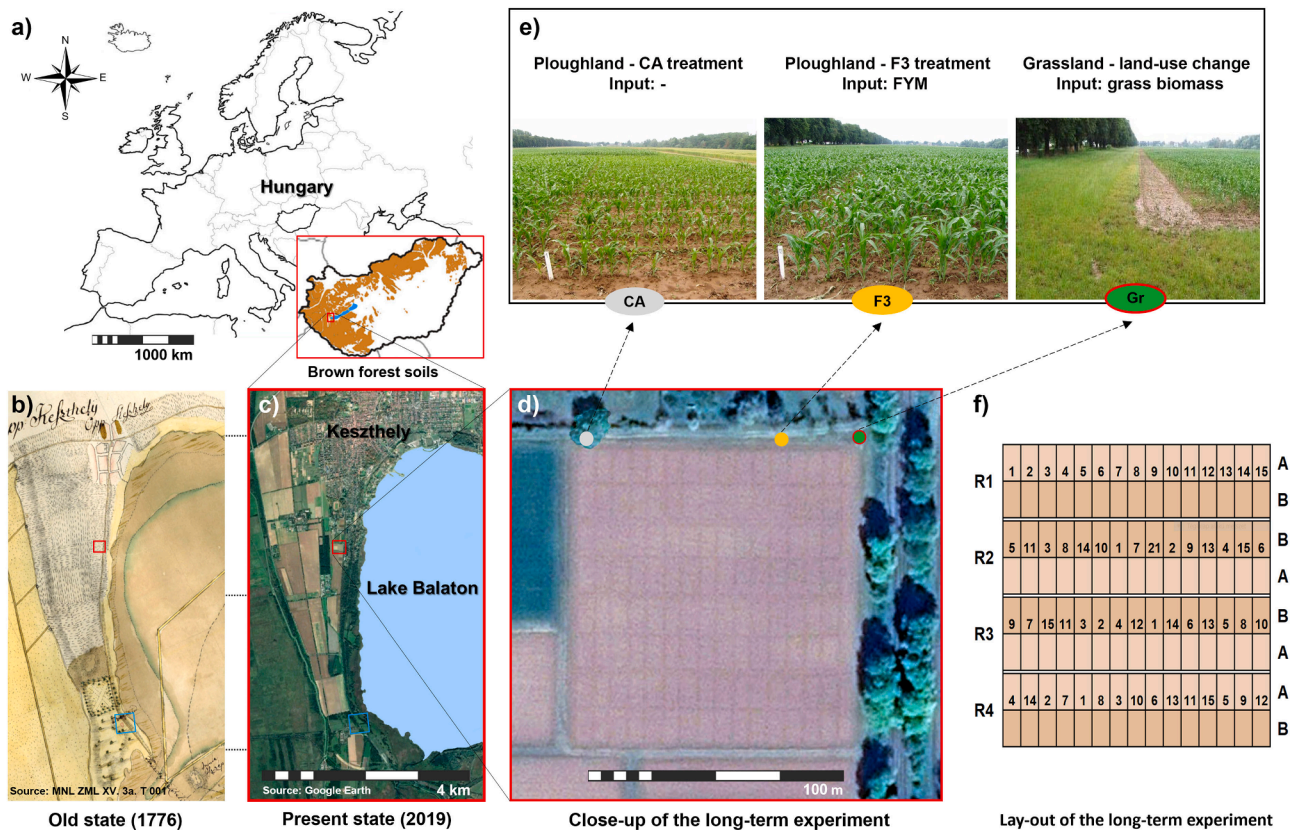 a)
N
W
E
S
Hungary
1000 km
Brown forest soils
e)
Ploughland - CA treatment
Input: -
Ploughland - F3 treatment
Input: FYM
Grassland - land-use change
Input: grass biomass
CA
F3
Gr
b)
Keszthely
Source: MNL ZML XV. 3a. T 001
Old state (1776)
c)
Keszthely
Lake Balaton
Source: Google Earth
4 km
Present state (2019)
d)
100 m
Close-up of the long-term experiment
f)
R1
1 2 3 4 5 6 7 8 9 10 11 12 13 14 15
A
B
R2
5 11 3 8 14 10 1 7 21 2 9 13 4 15 6
B
A
R3
9 7 15 11 3 2 4 12 1 14 6 13 5 8 10
B
A
R4
4 14 2 7 1 8 3 10 6 13 11 15 5 9 12
A
B
Lay-out of the long-term experiment